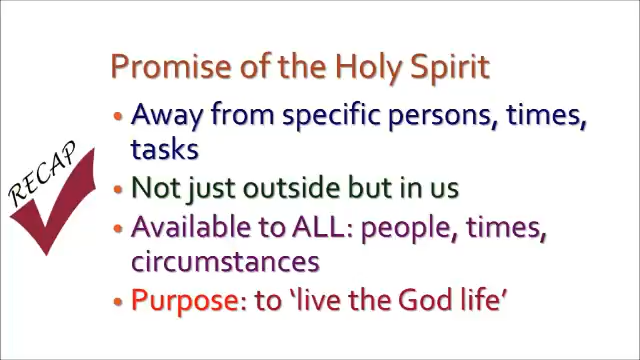 Promise of the Holy Spirit
• Away from specific persons, times,
tasks
• Not just outside but in us
• Available to ALL: people, times,
circumstances
• Purpose: to ‘live the God life’
RECAP